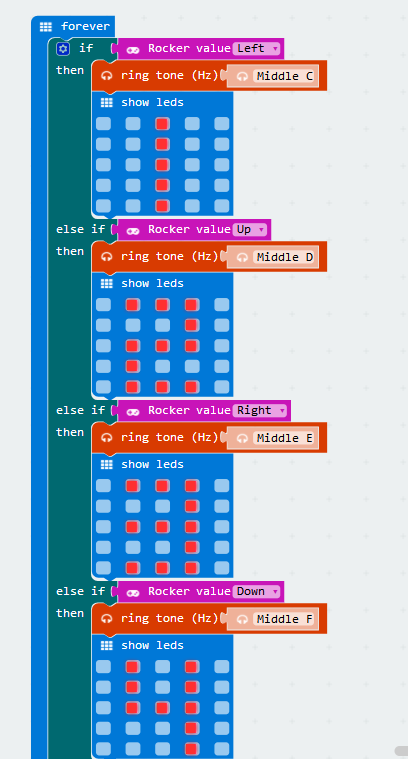 forever
if Rocker value Left
then ring tone (Hz) Middle C
show leds
else if Rocker value Up
then ring tone (Hz) Middle D
show leds
else if Rocker value Right
then ring tone (Hz) Middle E
show leds
else if Rocker value Down
then ring tone (Hz) Middle F
show leds